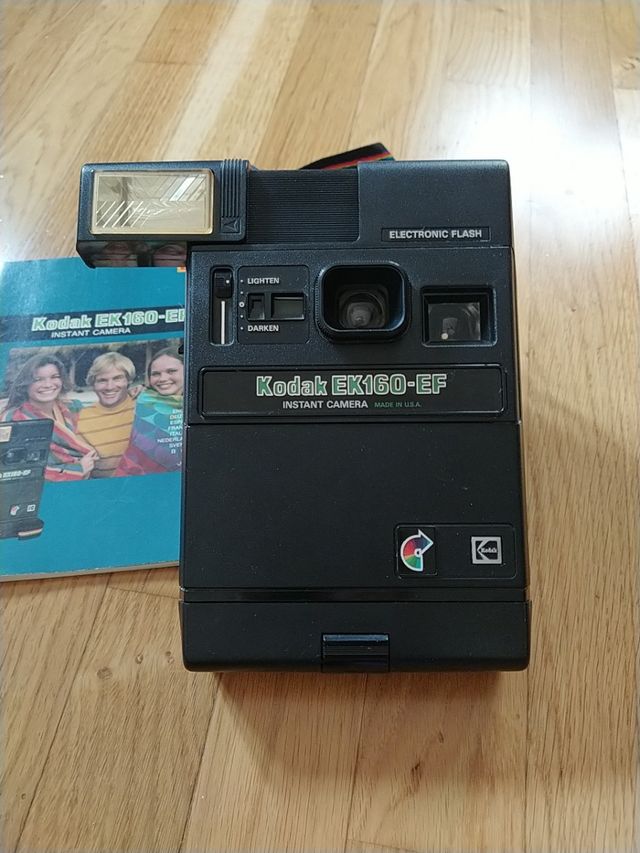 ELECTRONIC FLASH
LIGHTEN
DARKEN
Kodak EK160-EF
INSTANT CAMERA MADE IN U.S.A.
Kodak
Kodak EK160-EF
INSTANT CAMERA